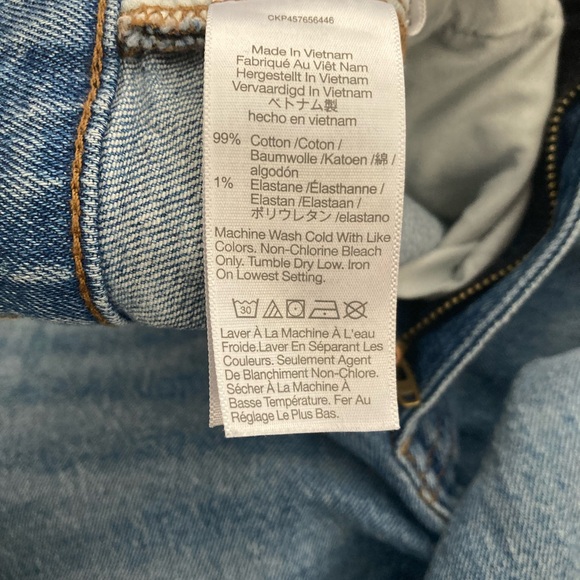 CKP457656446
Made In Vietnam
Fabriqué Au Viêt Nam
Hergestellt In Vietnam
Vervaardigd In Vietnam
ベトナム製
hecho en vietnam
99% Cotton /Coton /
Baumwolle /Katoen /綿 /
algodón
1% Elastane /Élasthanne /
Elastan /Elastaan /
ポリウレタン /elastano
Machine Wash Cold With Like
Colors. Non-Chlorine Bleach
Only. Tumble Dry Low. Iron
On Lowest Setting.
30
Laver À La Machine À L'eau
Froide.Laver En Séparant Les
Couleurs. Seulement Agent
De Blanchiment Non-Chlore.
Sécher À La Machine À
Basse Température. Fer Au
Réglage Le Plus Bas.